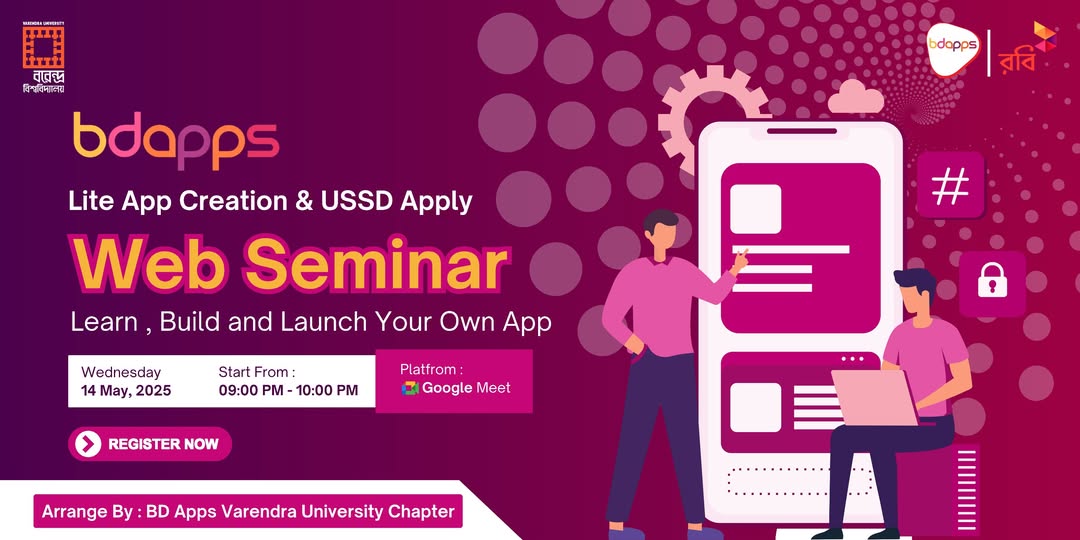 VARENDRA UNIVERSITY
বরেন্দ্র
বিশ্ববিদ্যালয়
bdapps
রবি
bdapps
Lite App Creation & USSD Apply
Web Seminar
Learn , Build and Launch Your Own App
Wednesday
14 May, 2025
Start From :
09:00 PM - 10:00 PM
Platfrom :
Google Meet
REGISTER NOW
Arrange By : BD Apps Varendra University Chapter
#